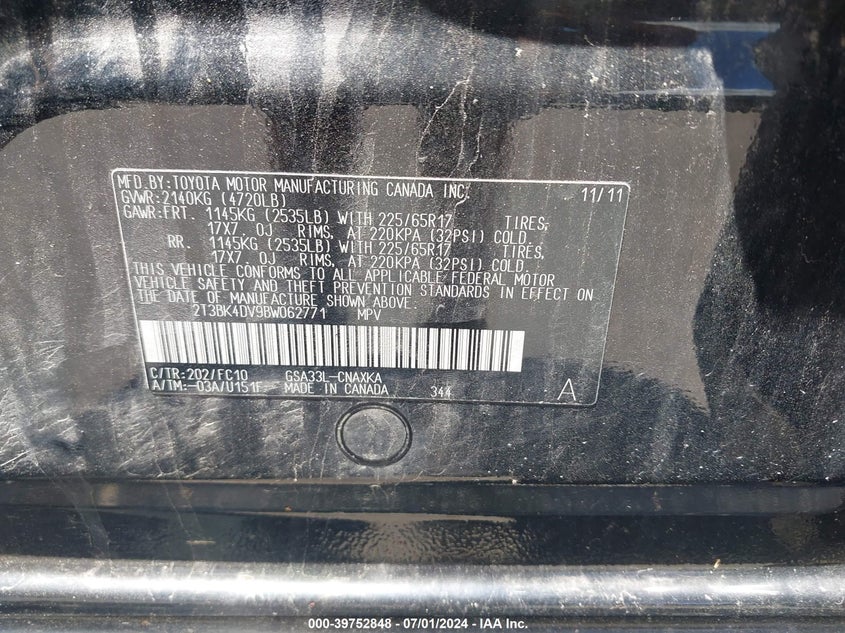 MFD.BY:TOYOTA MOTOR MANUFACTURING CANADA INC. 11/11
GVWR:2140KG (4720LB)
GAWR:FRT. 1145KG (2535LB) WITH 225/65R17 TIRES,
17X7.0J RIMS, AT 220KPA (32PSI) COLD.
RR. 1145KG (2535LB) WITH 225/65R17 TIRES,
17X7.0J RIMS, AT 220KPA (32PSI) COLD.
THIS VEHICLE CONFORMS TO ALL APPLICABLE FEDERAL MOTOR
VEHICLE SAFETY AND THEFT PREVENTION STANDARDS IN EFFECT ON
THE DATE OF MANUFACTURE SHOWN ABOVE.
2T3BK4DV9BW062771 MPV
C/TR:202/FC10 GSA33L-CNAXKA
A/TM:-03A/U151F MADE IN CANADA 344 A
000-39752848 - 07/01/2024 - IAA Inc.